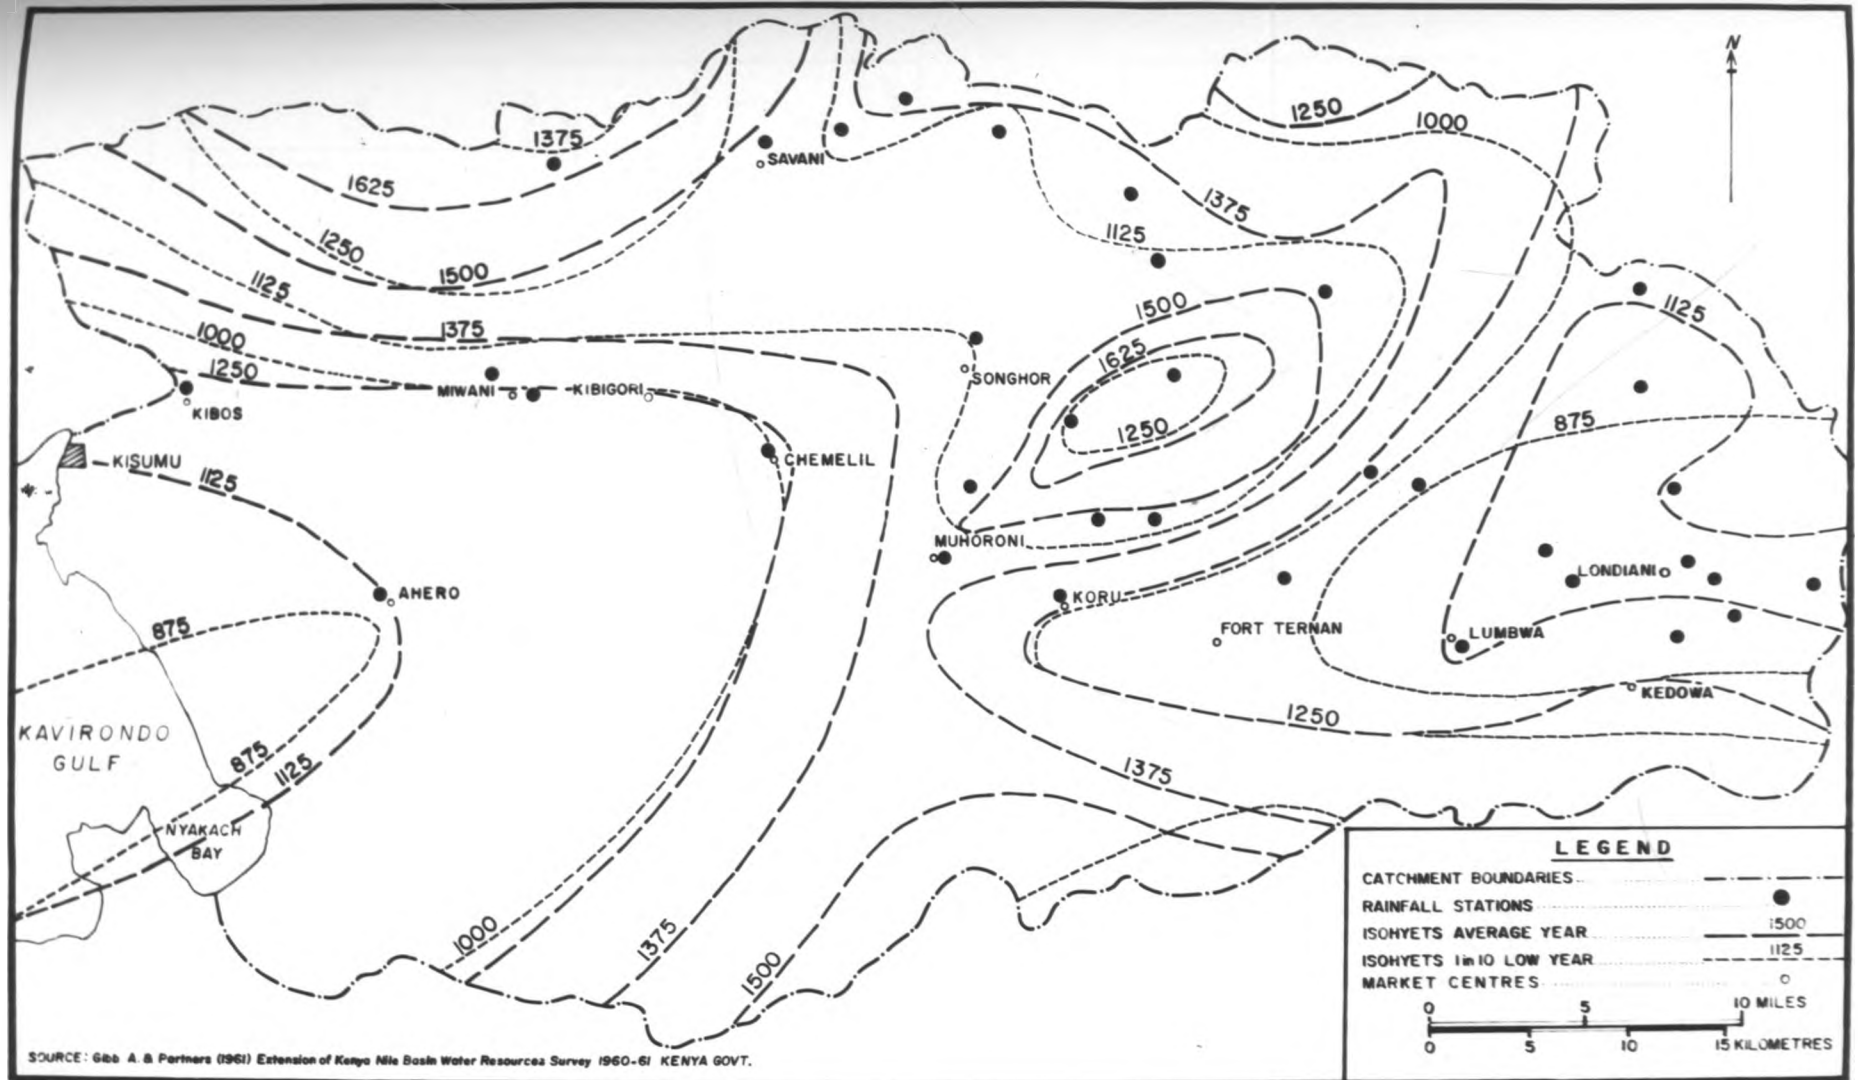 N
1250
1000
1375
SAVANI
1625
1375
1250
1125
1500
1125
1500
1125
1375
1000
1625
1250
SONGHOR
MIWANI
KIBIGORI
KIBOS
1250
875
KISUMU
CHEMELIL
1125
MUHORONI
LONDIANI
AHERO
KORU
875
FORT TERNAN
LUMBWA
KEDOWA
1250
KAVIRONDO
GULF
875
1125
1375
NYAKACH
BAY
1000
1375
1500
LEGEND
CATCHMENT BOUNDARIES
RAINFALL STATIONS
ISOHYETS AVERAGE YEAR 1500
ISOHYETS 1 in 10 LOW YEAR 1125
MARKET CENTRES
0 5 10 MILES
0 5 10 15 KILOMETRES
SOURCE: Gibb A. & Partners (1961) Extension of Kenya Nile Basin Water Resources Survey 1960-61 KENYA GOVT.